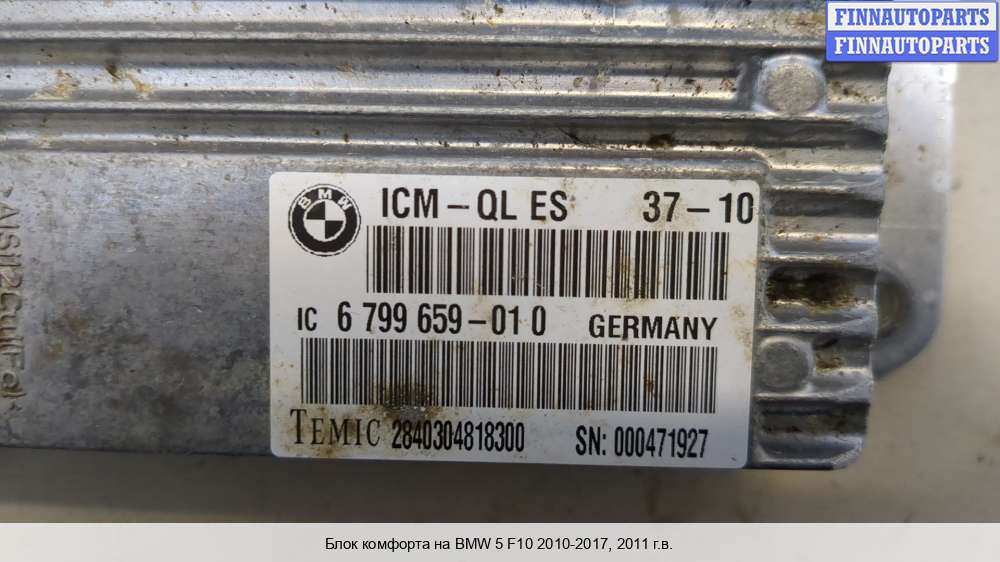 FINNAUTOPARTS
FINNAUTOPARTS
BMW
ICM-QL ES 37-10
IC 6 799 659-01 0 GERMANY
TEMIC 2840304818300 SN: 000471927
Блок комфорта на BMW 5 F10 2010-2017, 2011 г.в.